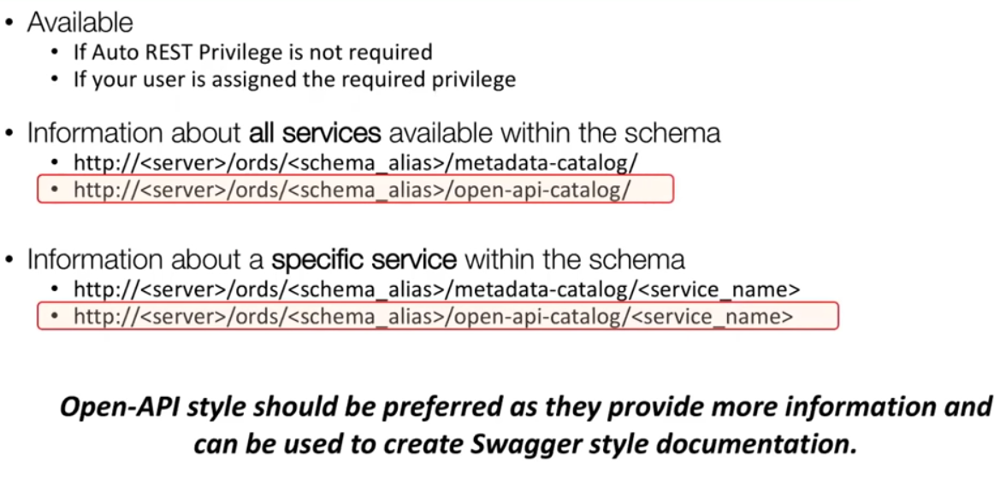 • Available
• If Auto REST Privilege is not required
• If your user is assigned the required privilege
• Information about all services available within the schema
• http://<server>/ords/<schema_alias>/metadata-catalog/
• http://<server>/ords/<schema_alias>/open-api-catalog/
• Information about a specific service within the schema
• http://<server>/ords/<schema_alias>/metadata-catalog/<service_name>
• http://<server>/ords/<schema_alias>/open-api-catalog/<service_name>
Open-API style should be preferred as they provide more information and
can be used to create Swagger style documentation.